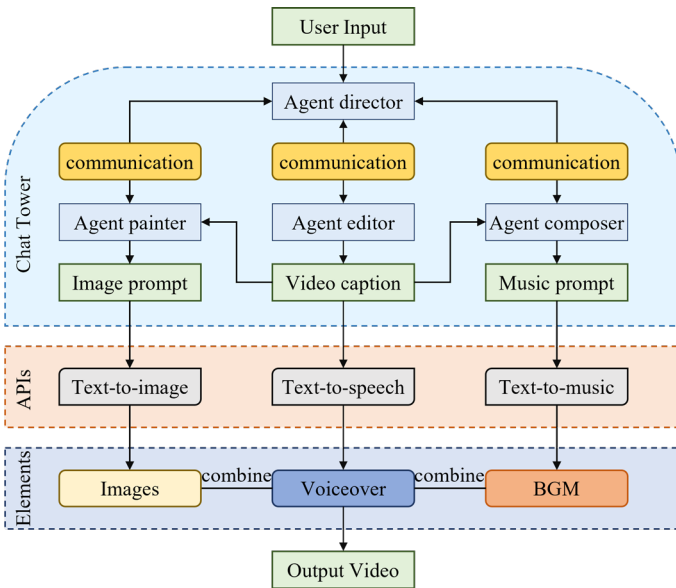 User Input
Agent director
communication
communication
communication
Chat Tower
Agent painter
Agent editor
Agent composer
Image prompt
Video caption
Music prompt
APIs
Text-to-image
Text-to-speech
Text-to-music
Elements
Images
combine
Voiceover
combine
BGM
Output Video